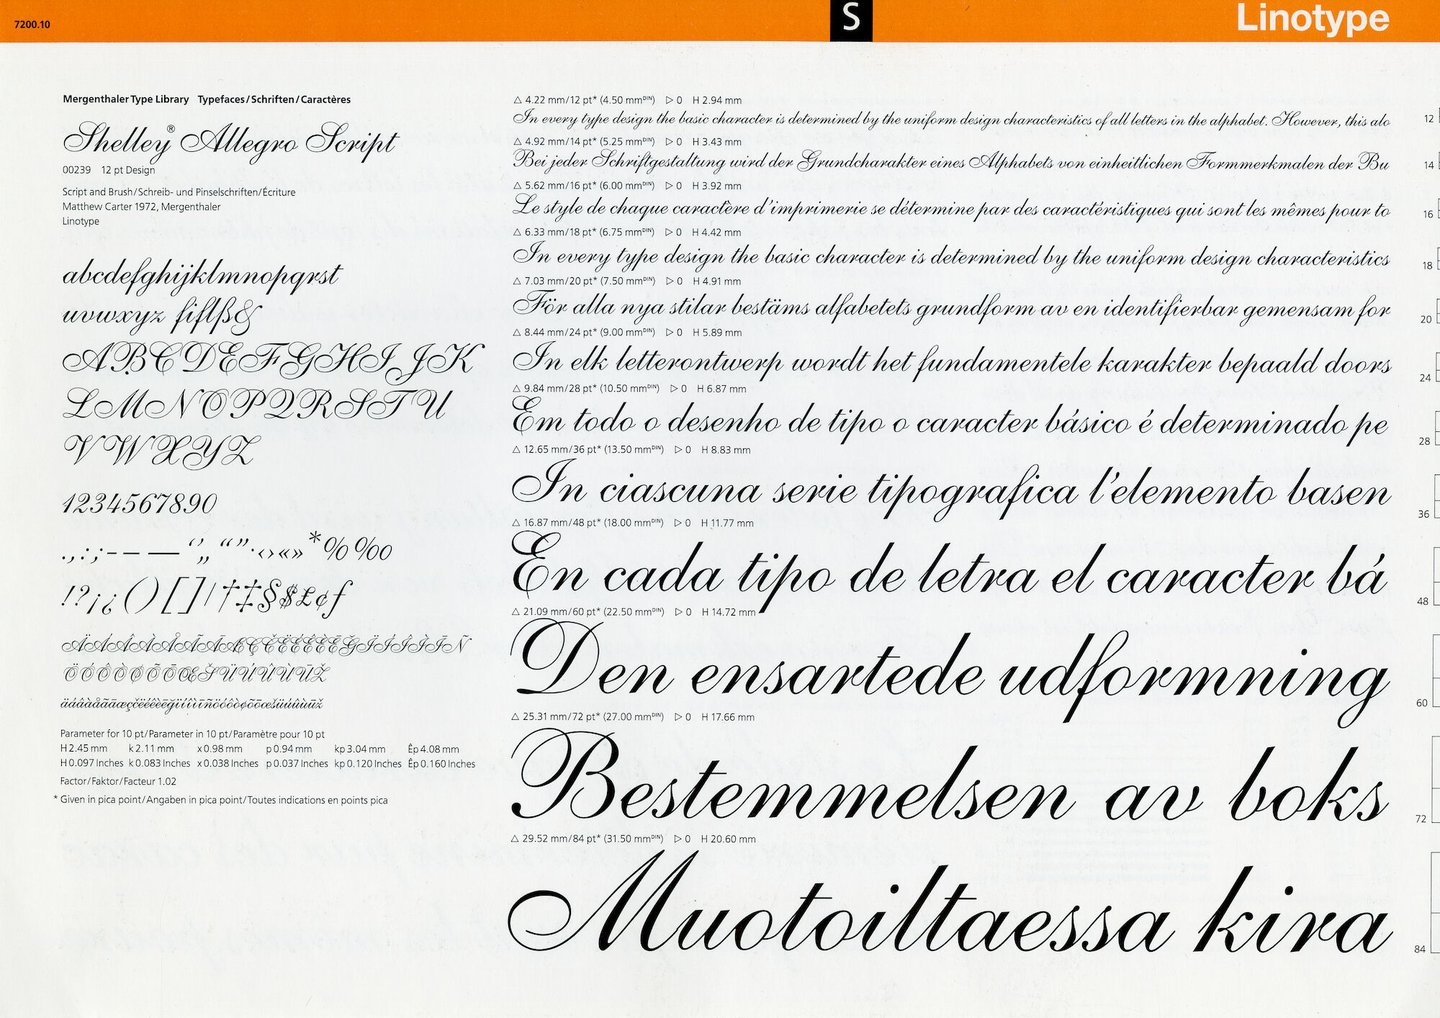 7200.10
S
Linotype
Mergenthaler Type Library Typefaces/Schriften/Caractères
Shelley® Allegro Script
00239 12 pt Design
Script and Brush/Schreib- und Pinselschriften/Écriture
Matthew Carter 1972, Mergenthaler
Linotype
abcdefghijklmnopqrst
uvwxyz fiflß&
ABCDEFGHIJK
LMNOPQRSTU
VWXYZ
1234567890
.,:;-–—‘’„“”·‹›«»*%‰
!?¡¿()[]|†‡§$£¢ƒ
Parameter for 10 pt/Parameter in 10 pt/Paramètre pour 10 pt
H 2.45 mm k 2.11 mm x 0.98 mm p 0.94 mm kp 3.04 mm Êp 4.08 mm
H 0.097 Inches k 0.083 Inches x 0.038 Inches p 0.037 Inches kp 0.120 Inches Êp 0.160 Inches
Factor/Faktor/Facteur 1.02
* Given in pica point/Angaben in pica point/Toutes indications en points pica
△ 4.22 mm/12 pt* (4.50 mmDIN) ▷ 0 H 2.94 mm
In every type design the basic character is determined by the uniform design characteristics of all letters in the alphabet. However, this alo
12
△ 4.92 mm/14 pt* (5.25 mmDIN) ▷ 0 H 3.43 mm
Bei jeder Schriftgestaltung wird der Grundcharakter eines Alphabets von einheitlichen Formmerkmalen der Bu
14
△ 5.62 mm/16 pt* (6.00 mmDIN) ▷ 0 H 3.92 mm
Le style de chaque caractère d'imprimerie se détermine par des caractéristiques qui sont les mêmes pour to
16
△ 6.33 mm/18 pt* (6.75 mmDIN) ▷ 0 H 4.42 mm
In every type design the basic character is determined by the uniform design characteristics
18
△ 7.03 mm/20 pt* (7.50 mmDIN) ▷ 0 H 4.91 mm
För alla nya stilar bestäms alfabetets grundform av en identifierbar gemensam for
20
△ 8.44 mm/24 pt* (9.00 mmDIN) ▷ 0 H 5.89 mm
In elk letterontwerp wordt het fundamentele karakter bepaald doors
24
△ 9.84 mm/28 pt* (10.50 mmDIN) ▷ 0 H 6.87 mm
Em todo o desenho de tipo o caracter básico é determinado pe
28
△ 12.65 mm/36 pt* (13.50 mmDIN) ▷ 0 H 8.83 mm
In ciascuna serie tipografica l'elemento basen
36
△ 16.87 mm/48 pt* (18.00 mmDIN) ▷ 0 H 11.77 mm
En cada tipo de letra el caracter bá
48
△ 21.09 mm/60 pt* (22.50 mmDIN) ▷ 0 H 14.72 mm
Den ensartede udformning
60
△ 25.31 mm/72 pt* (27.00 mmDIN) ▷ 0 H 17.66 mm
Bestemmelsen av boks
72
△ 29.52 mm/84 pt* (31.50 mmDIN) ▷ 0 H 20.60 mm
Muotoiltaessa kira
84